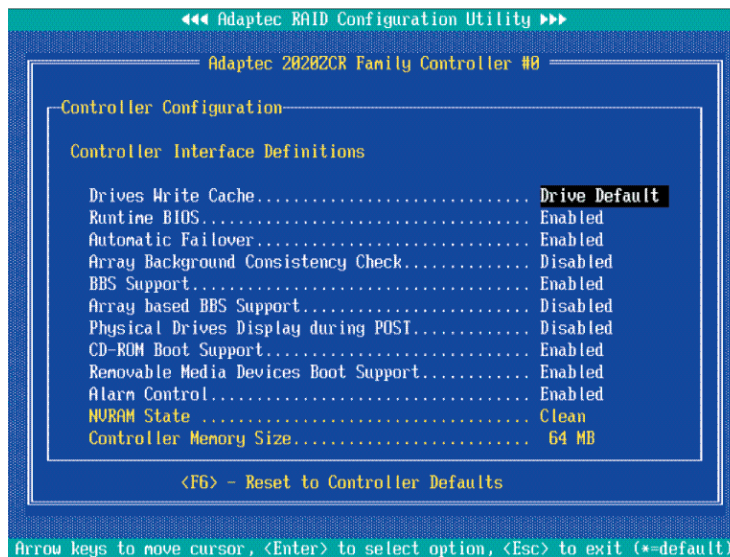 ◄◄◄ Adaptec RAID Configuration Utility ►►►
Adaptec 2020ZCR Family Controller #0
Controller Configuration
Controller Interface Definitions
Drives Write Cache.............................. Drive Default
Runtime BIOS.................................... Enabled
Automatic Failover.............................. Enabled
Array Background Consistency Check.............. Disabled
BBS Support..................................... Enabled
Array based BBS Support......................... Disabled
Physical Drives Display during POST............. Disabled
CD-ROM Boot Support............................. Enabled
Removable Media Devices Boot Support............ Enabled
Alarm Control................................... Enabled
NVRAM State .................................... Clean
Controller Memory Size.......................... 64 MB
<F6> - Reset to Controller Defaults
Arrow keys to move cursor, <Enter> to select option, <Esc> to exit (*=default)